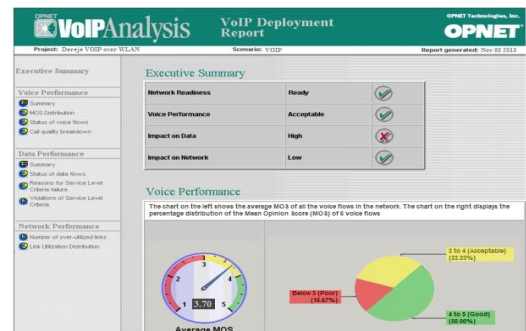 OPNET
VoIPAnalysis
VoIP Deployment
Report
OPNET Technologies, Inc.
OPNET
Project: Dereje VOIP over WLAN
Scenario: VOIP
Report generated: Nov 03 2013
Executive Summary
Voice Performance
Summary
MOS Distribution
Status of voice flows
Call quality breakdown
Data Performance
Summary
Status of data flows
Reasons for Service Level
Criteria failure
Violations of Service Level
Criteria
Network Performance
Number of over-utilized links
Link Utilization Distribution
Executive Summary
Network Readiness Ready
Voice Performance Acceptable
Impact on Data High
Impact on Network Low
Voice Performance
The chart on the left shows the average MOS of all the voice flows in the network. The chart on the right displays the
percentage distribution of the Mean Opinion Score (MOS) of 6 voice flows
1 2 3 4 5
3.70
Average MOS
3 to 4 (Acceptable)
(33.33%)
Below 3 (Poor)
(16.67%)
4 to 5 (Good)
(50.00%)